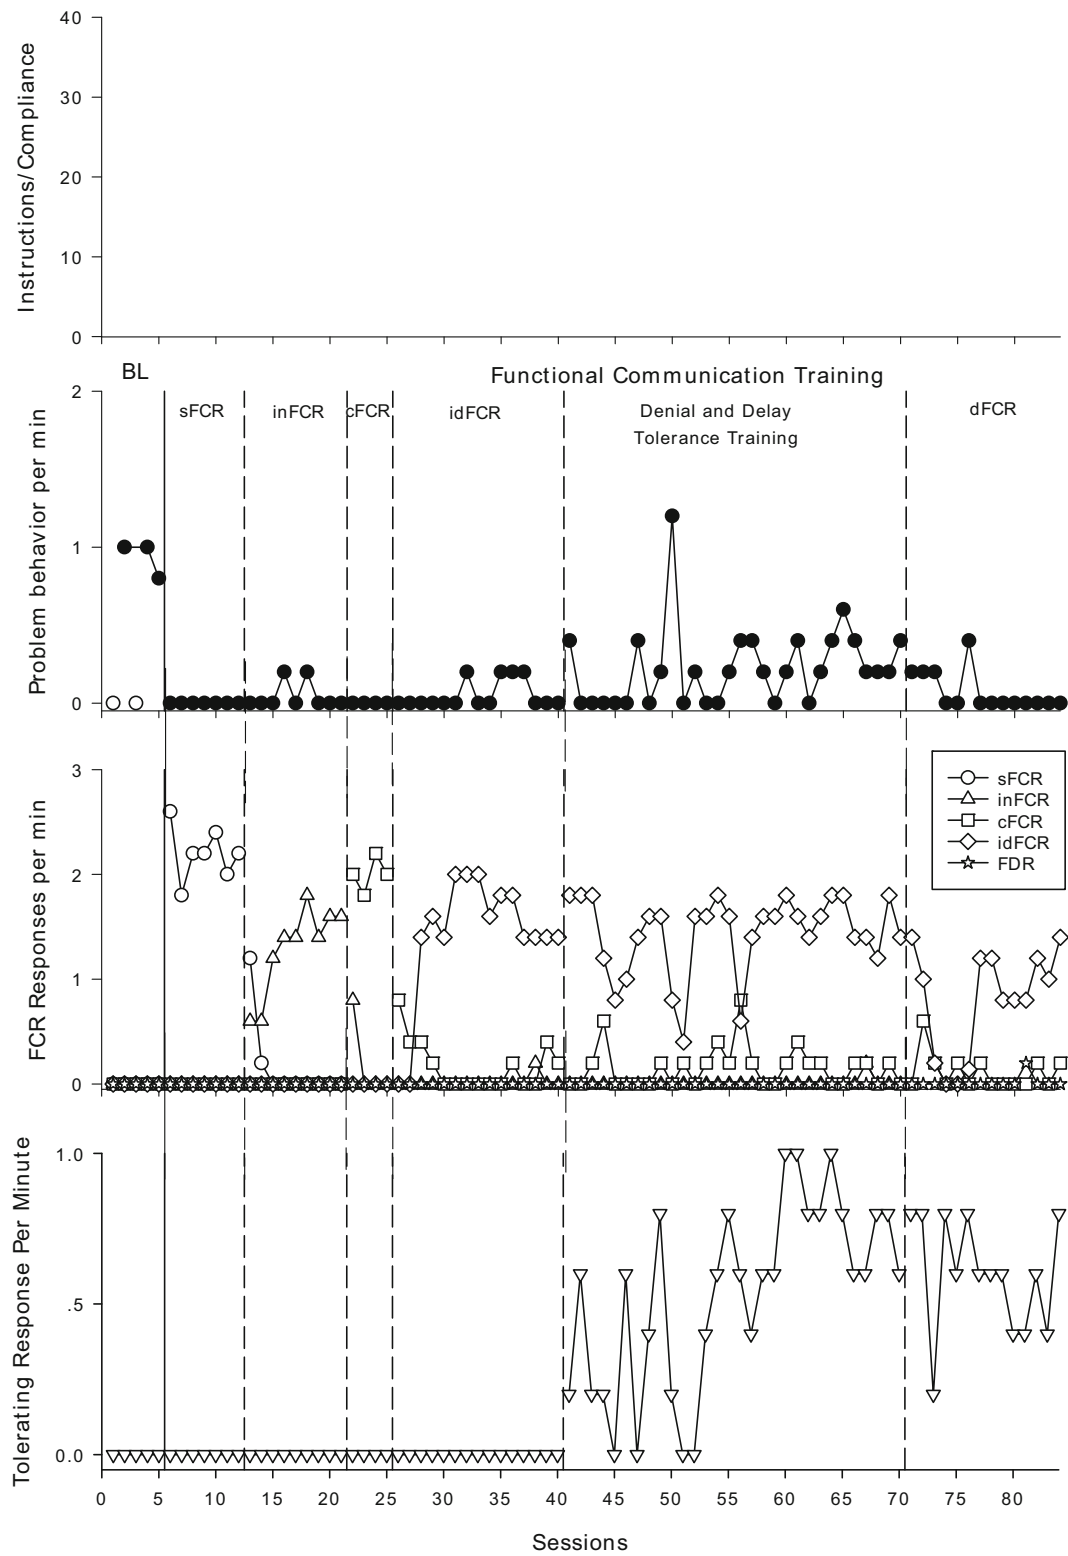 40
30
20
10
0
Instructions/Compliance
BL
Functional Communication Training
2
1
0
Problem behavior per min
sFCR
inFCR
cFCR
idFCR
Denial and Delay
Tolerance Training
dFCR
3
2
1
0
FCR Responses per min
sFCR
inFCR
cFCR
idFCR
FDR
1.0
.5
0.0
Tolerating Response Per Minute
0 5 10 15 20 25 30 35 40 45 50 55 60 65 70 75 80
Sessions